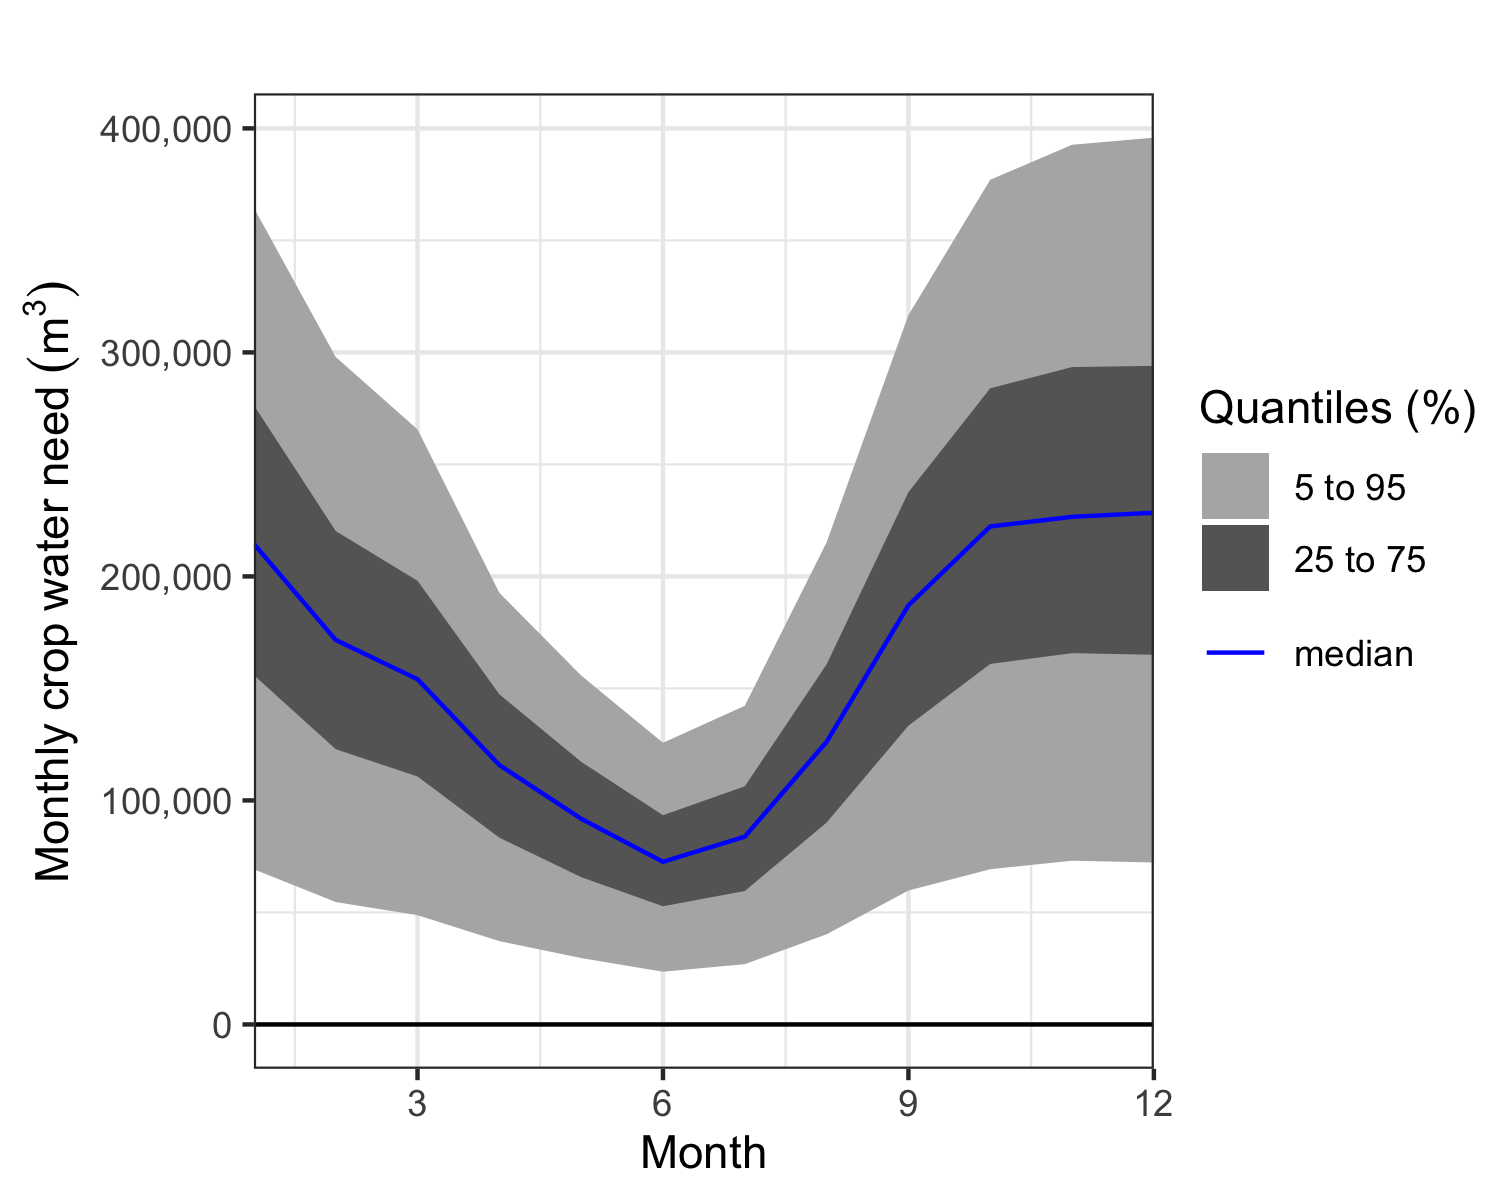 Monthly crop water need (m³)
400,000
300,000
200,000
100,000
0
3 6 9 12
Month
Quantiles (%)
5 to 95
25 to 75
median